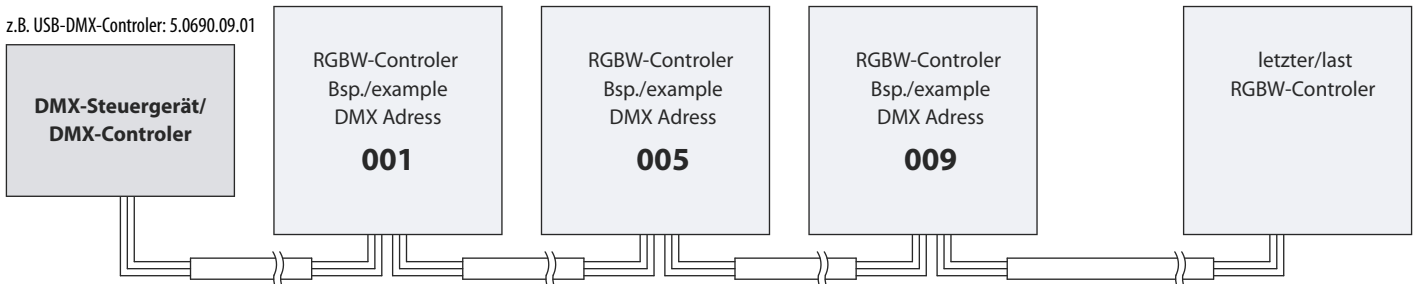 z.B. USB-DMX-Controler: 5.0690.09.01
DMX-Steuergerät/
DMX-Controler
RGBW-Controler
Bsp./example
DMX Adress
001
RGBW-Controler
Bsp./example
DMX Adress
005
RGBW-Controler
Bsp./example
DMX Adress
009
letzter/last
RGBW-Controler